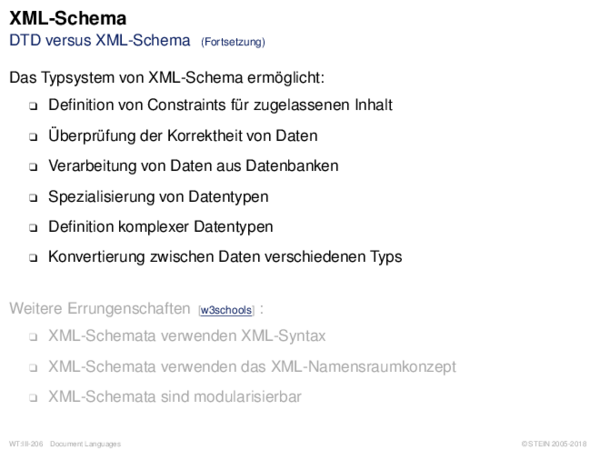 XML-Schema
DTD versus XML-Schema (Fortsetzung)
Das Typsystem von XML-Schema ermöglicht:
❑ Definition von Constraints für zugelassenen Inhalt
❑ Überprüfung der Korrektheit von Daten
❑ Verarbeitung von Daten aus Datenbanken
❑ Spezialisierung von Datentypen
❑ Definition komplexer Datentypen
❑ Konvertierung zwischen Daten verschiedenen Typs
Weitere Errungenschaften [w3schools] :
❑ XML-Schemata verwenden XML-Syntax
❑ XML-Schemata verwenden das XML-Namensraumkonzept
❑ XML-Schemata sind modularisierbar
WT:III-206 Document Languages © STEIN 2005-2018